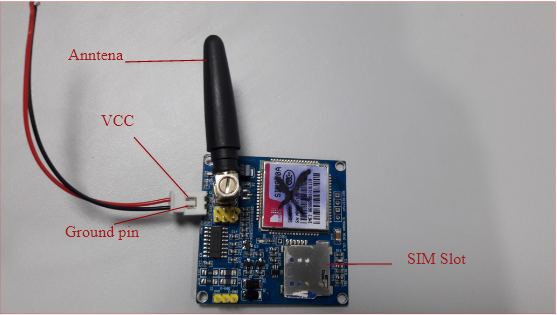 Anntena
VCC
Ground pin
SIM Slot